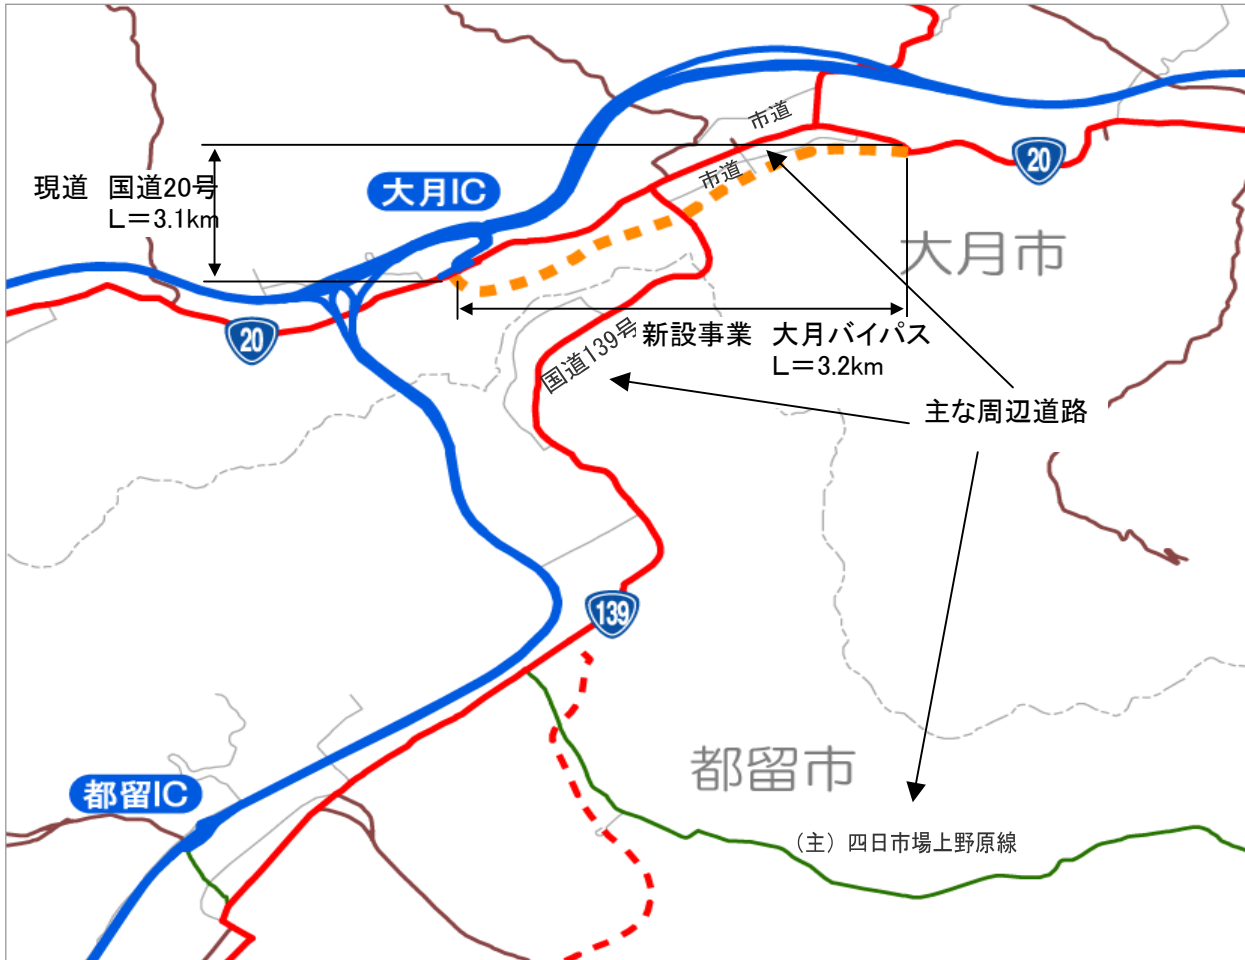 市道
20
現道 国道20号
L=3.1km
大月IC
市道
大月市
20
新設事業 大月バイパス
L=3.2km
国道139号
主な周辺道路
139
都留市
都留IC
(主)四日市場上野原線